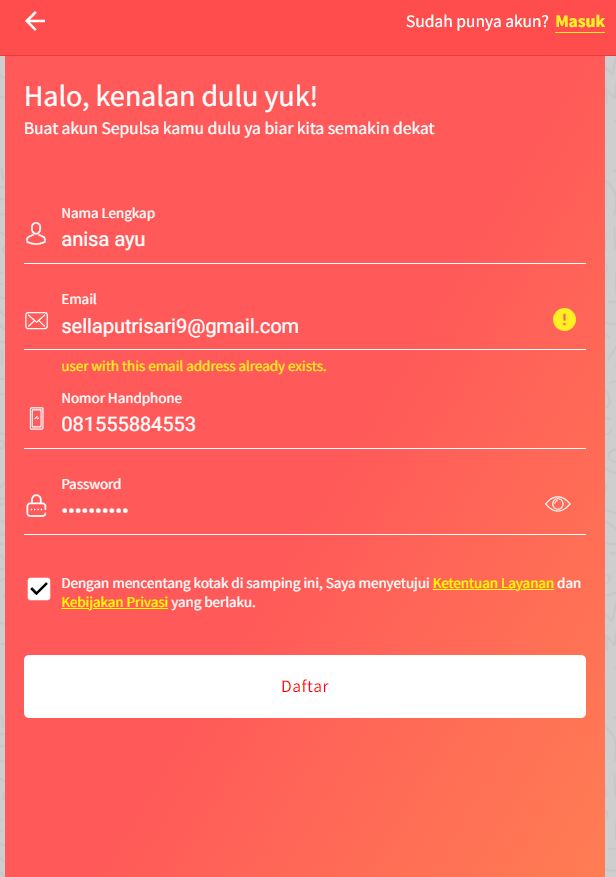 Sudah punya akun? Masuk
Halo, kenalan dulu yuk!
Buat akun Sepulsa kamu dulu ya biar kita semakin dekat
Nama Lengkap
anisa ayu
Email
sellaputrisari9@gmail.com
user with this email address already exists.
Nomor Handphone
081555884553
Password
••••••••••
Dengan mencentang kotak di samping ini, Saya menyetujui Ketentuan Layanan dan
Kebijakan Privasi yang berlaku.
Daftar